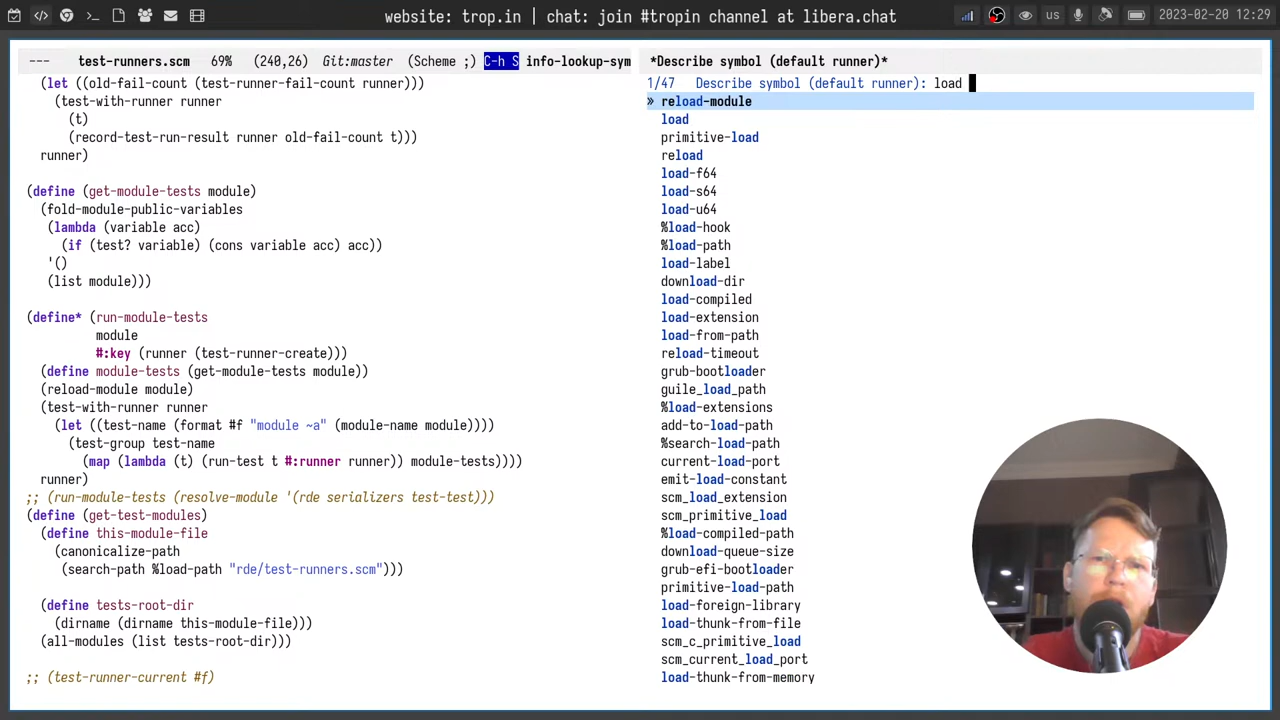 website: trop.in | chat: join #tropin channel at libera.chat
us
2023-02-20 12:29
--- test-runners.scm 69% (240,26) Git:master (Scheme ;) C-h S info-lookup-sym
(let ((old-fail-count (test-runner-fail-count runner)))
(test-with-runner runner
(t)
(record-test-run-result runner old-fail-count t)))
runner)
(define (get-module-tests module)
(fold-module-public-variables
(lambda (variable acc)
(if (test? variable) (cons variable acc) acc))
'()
(list module)))
(define* (run-module-tests
module
#:key (runner (test-runner-create)))
(define module-tests (get-module-tests module))
(reload-module module)
(test-with-runner runner
(let ((test-name (format #f "module ~a" (module-name module))))
(test-group test-name
(map (lambda (t) (run-test t #:runner runner)) module-tests))))
runner)
;; (run-module-tests (resolve-module '(rde serializers test-test)))
(define (get-test-modules)
(define this-module-file
(canonicalize-path
(search-path %load-path "rde/test-runners.scm")))
(define tests-root-dir
(dirname (dirname this-module-file)))
(all-modules (list tests-root-dir)))
;; (test-runner-current #f)
*Describe symbol (default runner)*
1/47 Describe symbol (default runner): load
» reload-module
load
primitive-load
reload
load-f64
load-s64
load-u64
%load-hook
%load-path
load-label
download-dir
load-compiled
load-extension
load-from-path
reload-timeout
grub-bootloader
guile_load_path
%load-extensions
add-to-load-path
%search-load-path
current-load-port
emit-load-constant
scm_load_extension
scm_primitive_load
%load-compiled-path
download-queue-size
grub-efi-bootloader
primitive-load-path
load-foreign-library
load-thunk-from-file
scm_c_primitive_load
scm_current_load_port
load-thunk-from-memory